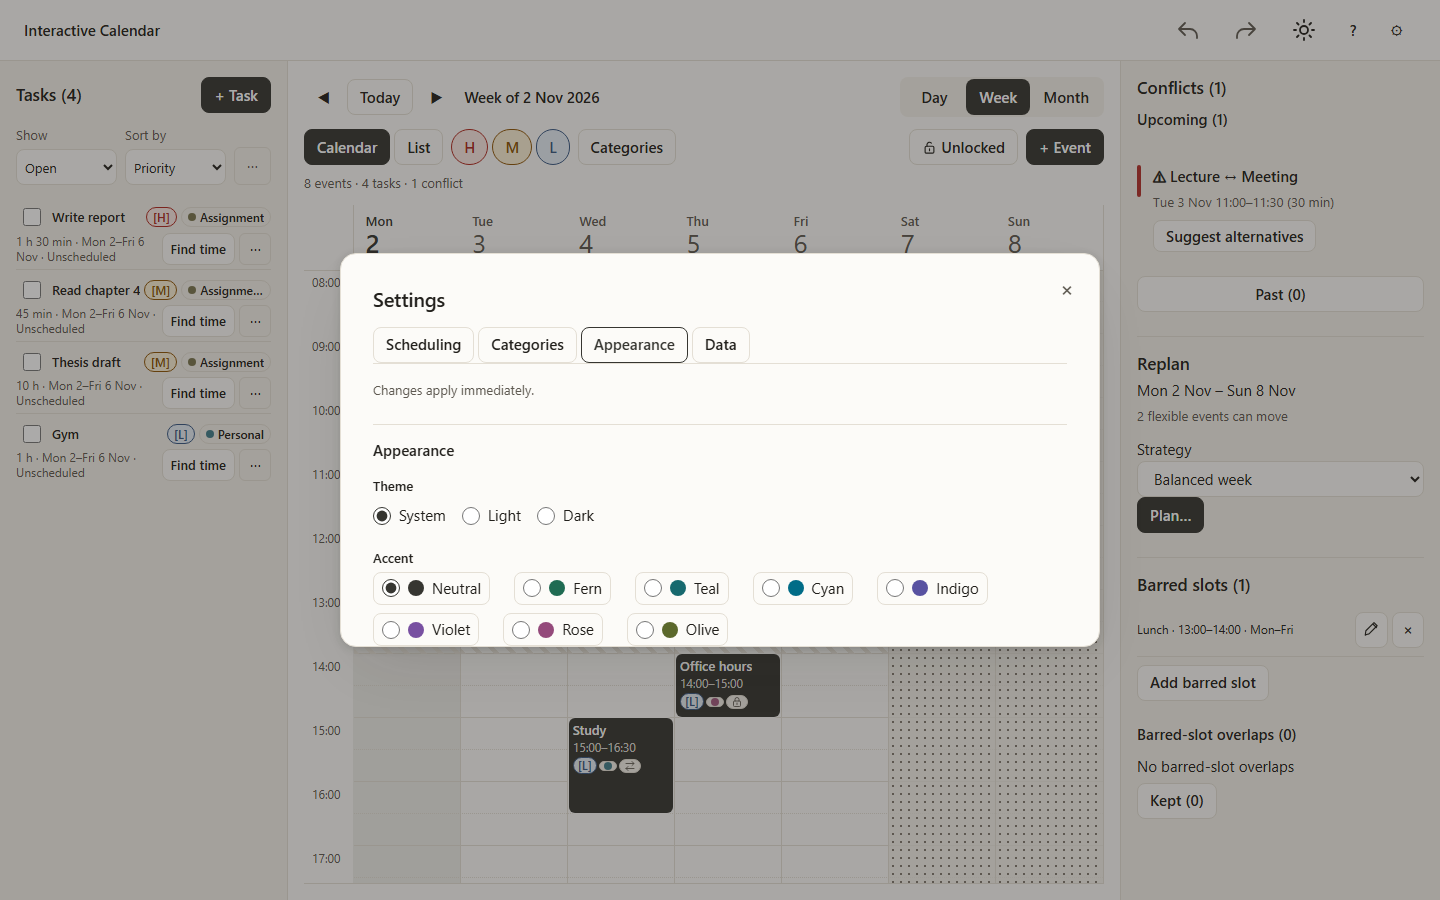 Interactive Calendar
?
Tasks (4)
+ Task
Show
Sort by
Open
Priority
...
Write report
[H]
Assignment
1 h 30 min · Mon 2–Fri 6
Nov · Unscheduled
Find time
...
Read chapter 4
[M]
Assignme...
45 min · Mon 2–Fri 6 Nov ·
Unscheduled
Find time
...
Thesis draft
[M]
Assignment
10 h · Mon 2–Fri 6 Nov ·
Unscheduled
Find time
...
Gym
[L]
Personal
1 h · Mon 2–Fri 6 Nov ·
Unscheduled
Find time
...
◀
Today
▶
Week of 2 Nov 2026
Day
Week
Month
Calendar
List
H
M
L
Categories
Unlocked
+ Event
8 events · 4 tasks · 1 conflict
Mon
2
Tue
3
Wed
4
Thu
5
Fri
6
Sat
7
Sun
8
08:00
09:00
10:00
11:00
12:00
13:00
14:00
15:00
16:00
17:00
Settings
×
Scheduling
Categories
Appearance
Data
Changes apply immediately.
Appearance
Theme
System
Light
Dark
Accent
Neutral
Fern
Teal
Cyan
Indigo
Violet
Rose
Olive
Office hours
14:00–15:00
[L]
Study
15:00–16:30
[L]
Conflicts (1)
Upcoming (1)
⚠ Lecture ↔ Meeting
Tue 3 Nov 11:00–11:30 (30 min)
Suggest alternatives
Past (0)
Replan
Mon 2 Nov – Sun 8 Nov
2 flexible events can move
Strategy
Balanced week
Plan...
Barred slots (1)
Lunch · 13:00–14:00 · Mon–Fri
×
Add barred slot
Barred-slot overlaps (0)
No barred-slot overlaps
Kept (0)